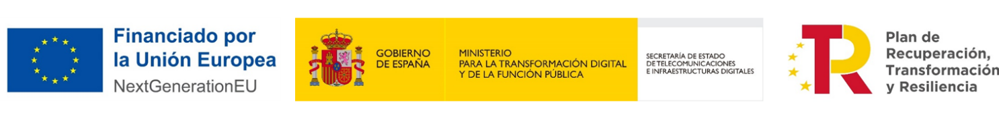 Financiado por
la Unión Europea
NextGenerationEU
GOBIERNO
DE ESPAÑA
MINISTERIO
PARA LA TRANSFORMACIÓN DIGITAL
Y DE LA FUNCIÓN PÚBLICA
SECRETARÍA DE ESTADO
DE TELECOMUNICACIONES
E INFRAESTRUCTURAS DIGITALES
TR
Plan de
Recuperación,
Transformación
y Resiliencia